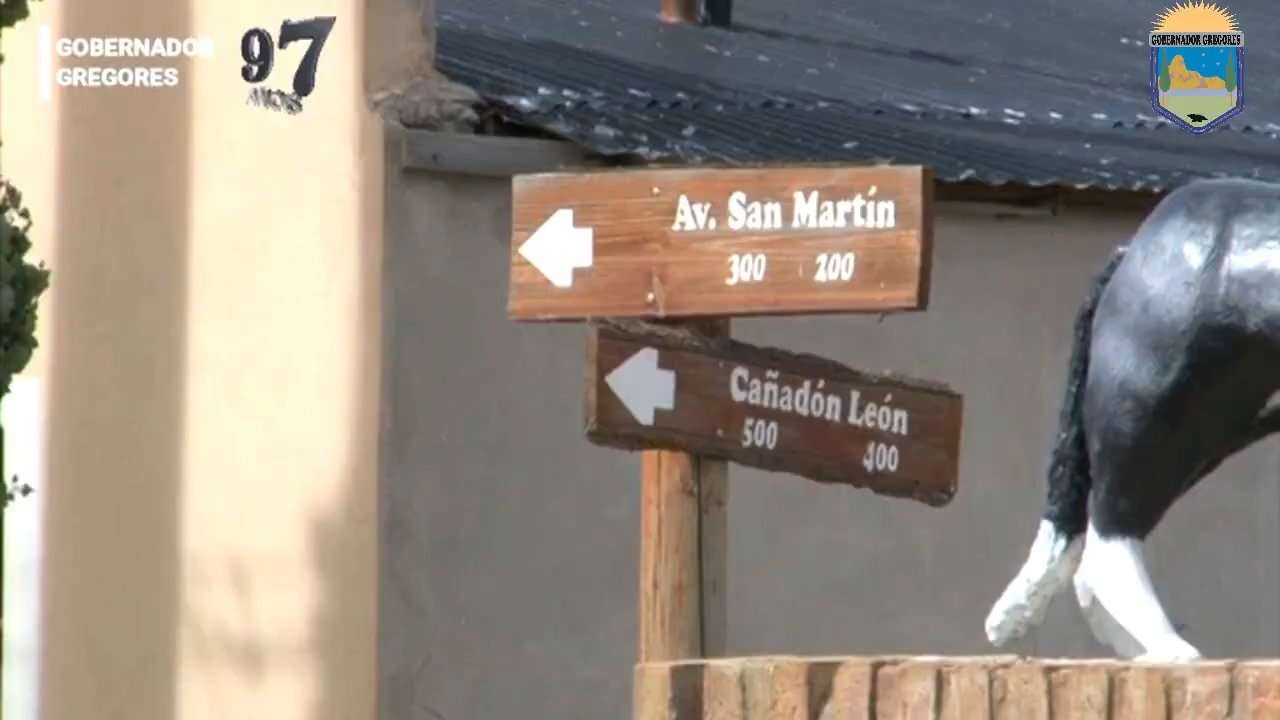 GOBERNADOR
GREGORES
97
AÑOS
GOBERNADOR GREGORES
Av. San Martín
300 200
Cañadón León
500 400